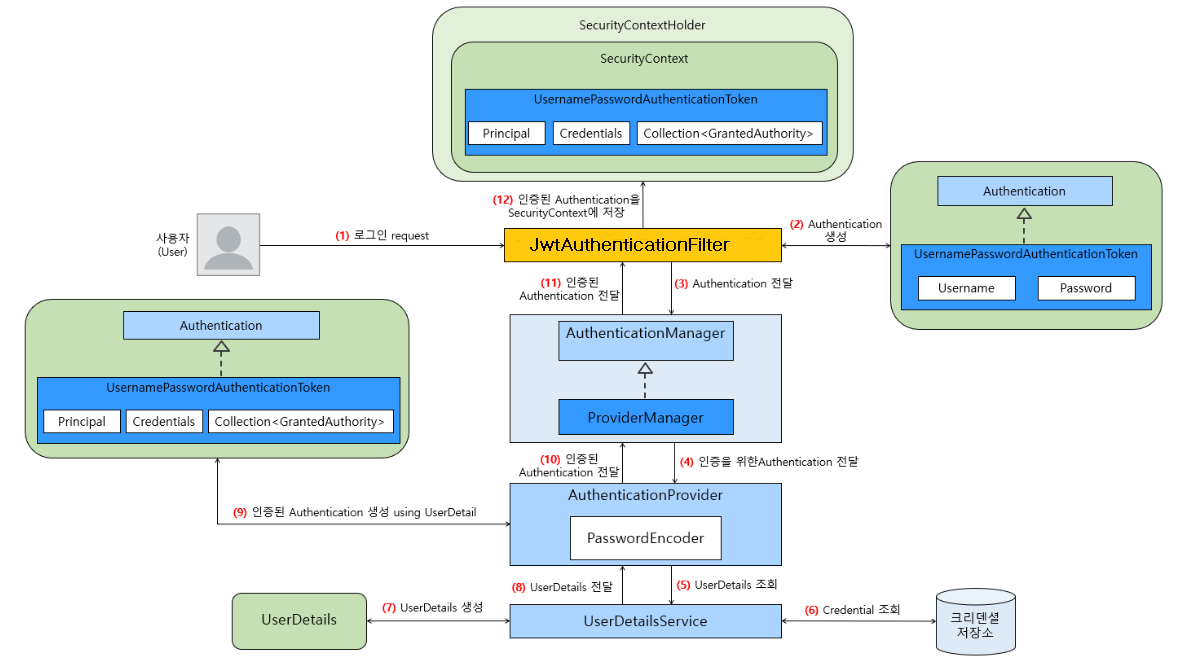 SecurityContextHolder
SecurityContext
UsernamePasswordAuthenticationToken
Principal
Credentials
Collection<GrantedAuthority>
(12) 인증된 Authentication을
SecurityContext에 저장
Authentication
UsernamePasswordAuthenticationToken
Username
Password
(2) Authentication
생성
사용자
(User)
(1) 로그인 request
JwtAuthenticationFilter
(11) 인증된
Authentication 전달
(3) Authentication 전달
AuthenticationManager
ProviderManager
Authentication
UsernamePasswordAuthenticationToken
Principal
Credentials
Collection<GrantedAuthority>
(10) 인증된
Authentication 전달
(4) 인증을 위한Authentication 전달
(9) 인증된 Authentication 생성 using UserDetail
AuthenticationProvider
PasswordEncoder
(8) UserDetails 전달
(5) UserDetails 조회
UserDetails
(7) UserDetails 생성
UserDetailsService
(6) Credential 조회
크리덴셜
저장소